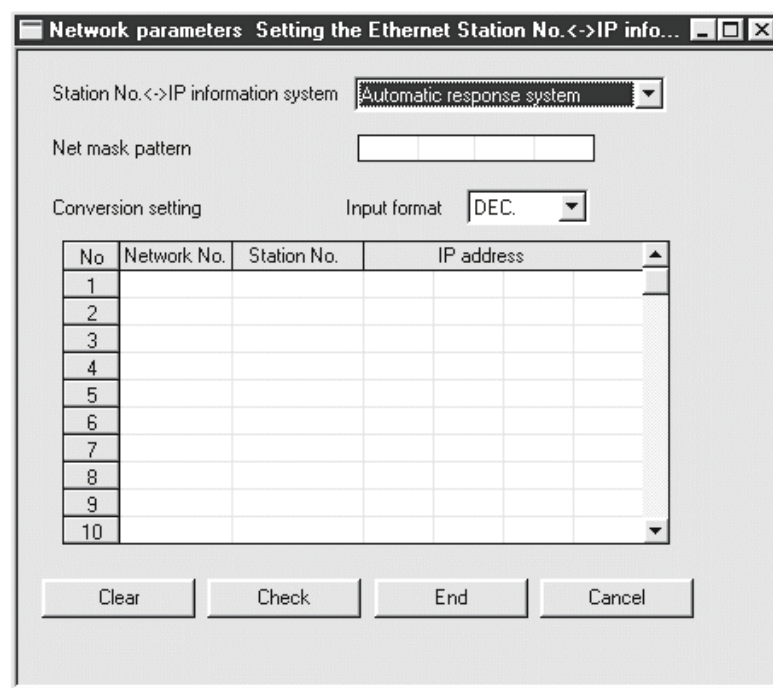 Network parameters Setting the Ethernet Station No.<->IP info...
Station No.<->IP information system Automatic response system
Net mask pattern
Conversion setting Input format DEC.
No Network No. Station No. IP address
1
2
3
4
5
6
7
8
9
10
Clear Check End Cancel